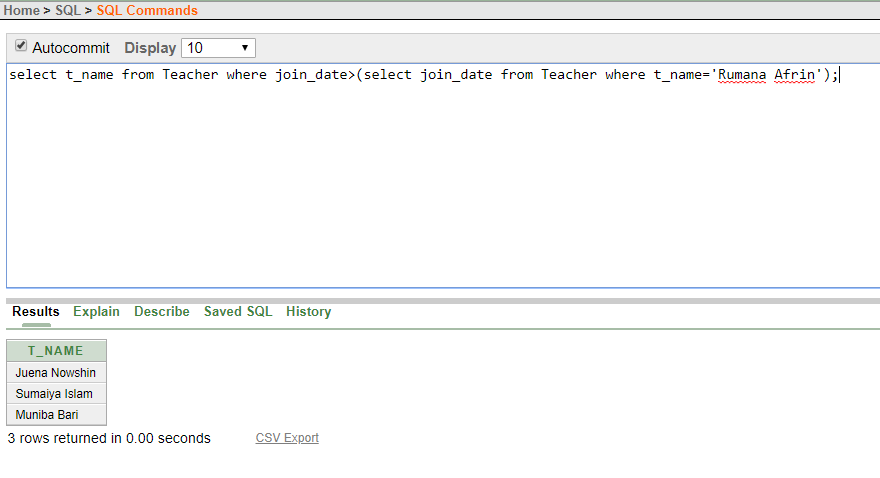 Home > SQL > SQL Commands
Autocommit Display 10
select t_name from Teacher where join_date>(select join_date from Teacher where t_name='Rumana Afrin');
Results Explain Describe Saved SQL History
T_NAME
Juena Nowshin
Sumaiya Islam
Muniba Bari
3 rows returned in 0.00 seconds CSV Export